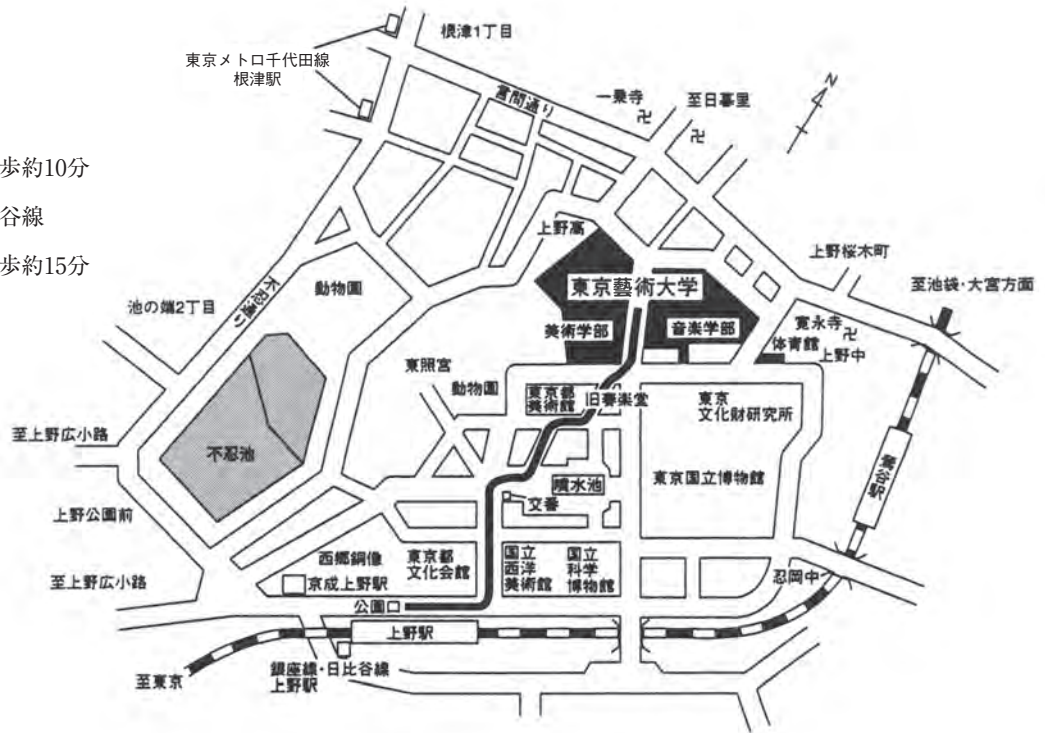 根津1丁目
東京メトロ千代田線
根津駅
言問通り
一乗寺
至日暮里
N
歩約10分
谷線
歩約15分
上野高
上野桜木町
至池袋・大宮方面
東京藝術大学
美術学部
音楽学部
寛永寺
体育館
上野中
不忍通り
動物園
池の端2丁目
東照宮
動物園
東京都
美術館
旧奏楽堂
東京
文化財研究所
至上野広小路
不忍池
噴水池
交番
東京国立博物館
鶯谷駅
上野公園前
西郷銅像
東京都
文化会館
国立
西洋
美術館
国立
科学
博物館
忍岡中
至上野広小路
京成上野駅
公園口
上野駅
至東京
銀座線・日比谷線
上野駅